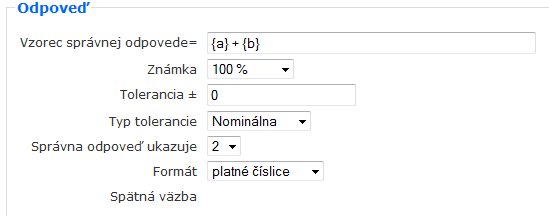 Odpoveď
Vzorec správnej odpovede= {a} + {b}
Známka 100 %
Tolerancia ± 0
Typ tolerancie Nominálna
Správna odpoveď ukazuje 2
Formát platné číslice
Spätná väzba